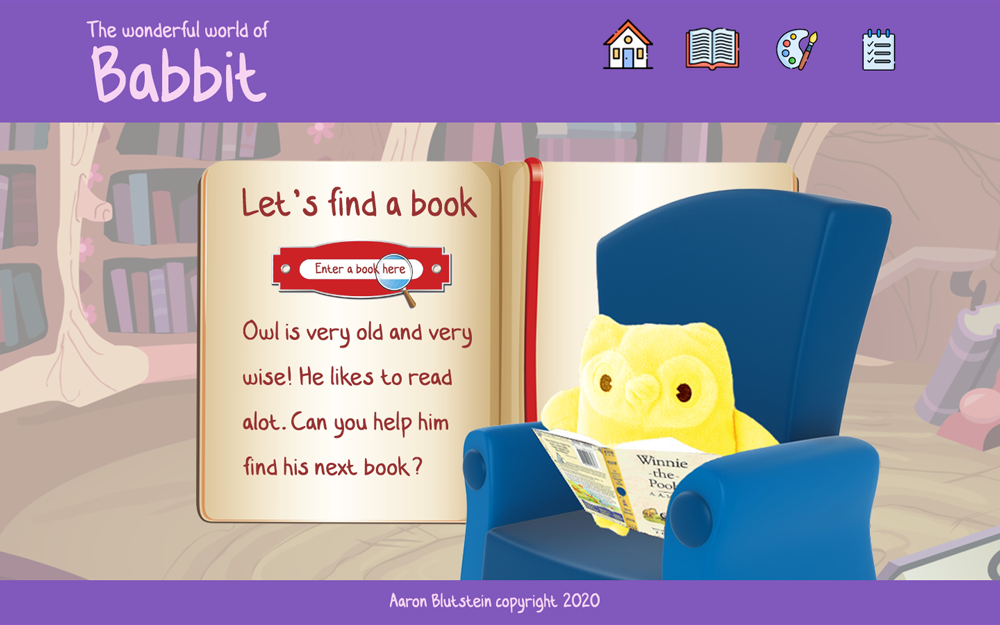 The wonderful world of
Babbit
Let's find a book
Enter a book here
Owl is very old and very
wise! He likes to read
alot. Can you help him
find his next book?
Winnie
-the-
Pooh
Aaron Blutstein copyright 2020